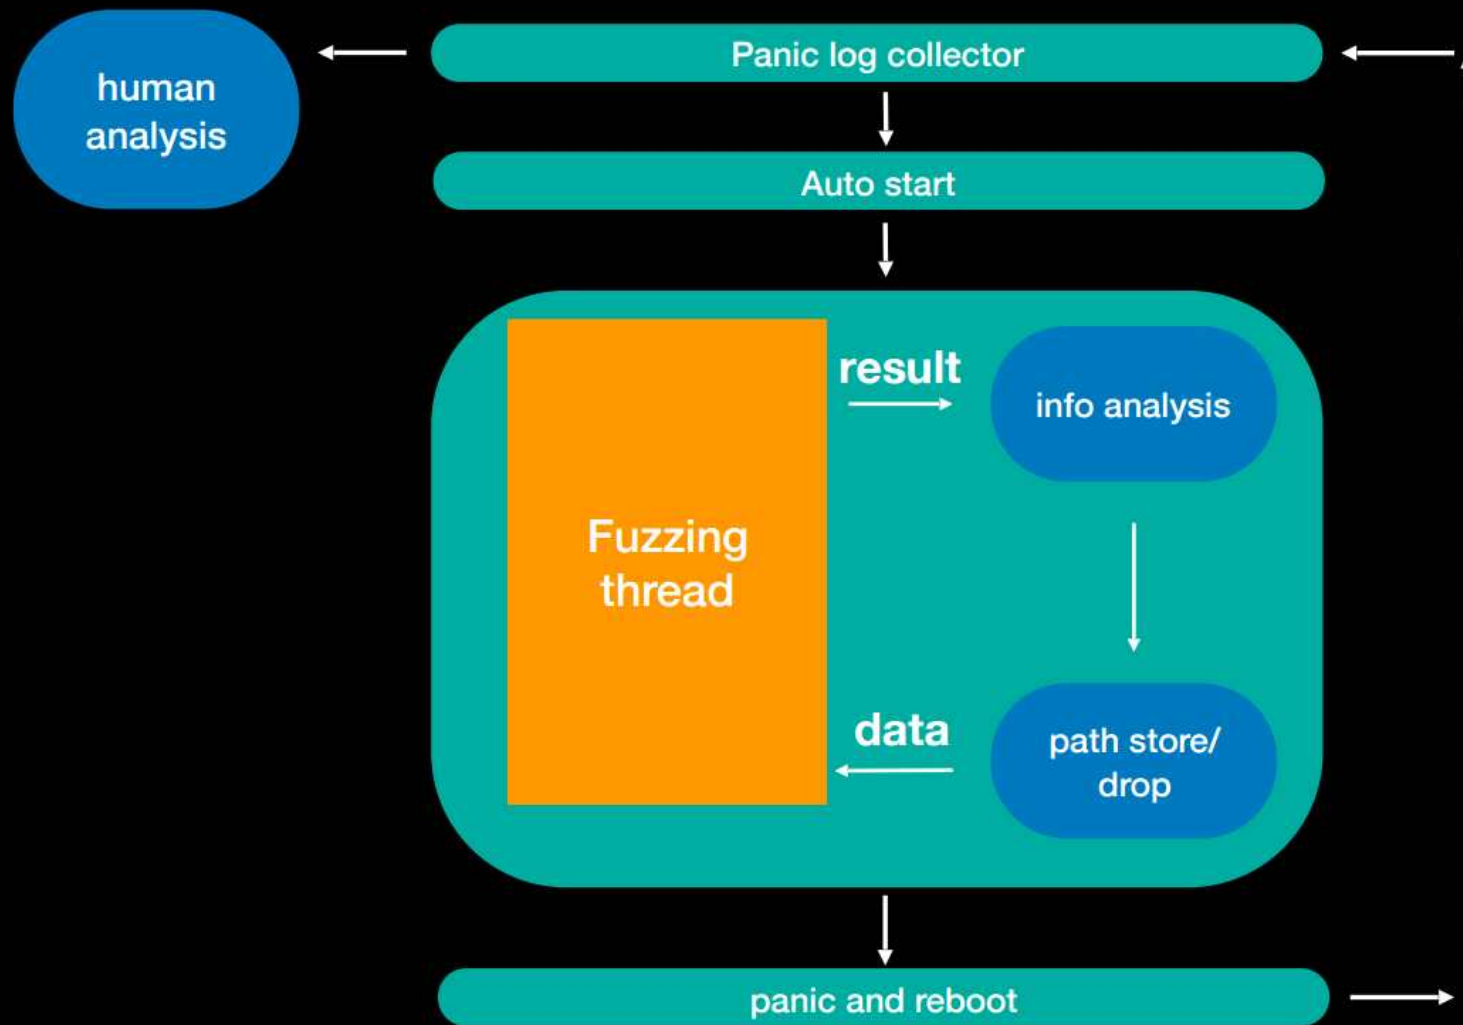 Panic log collector
human
analysis
Auto start
result
info analysis
Fuzzing
thread
data
path store/
drop
panic and reboot